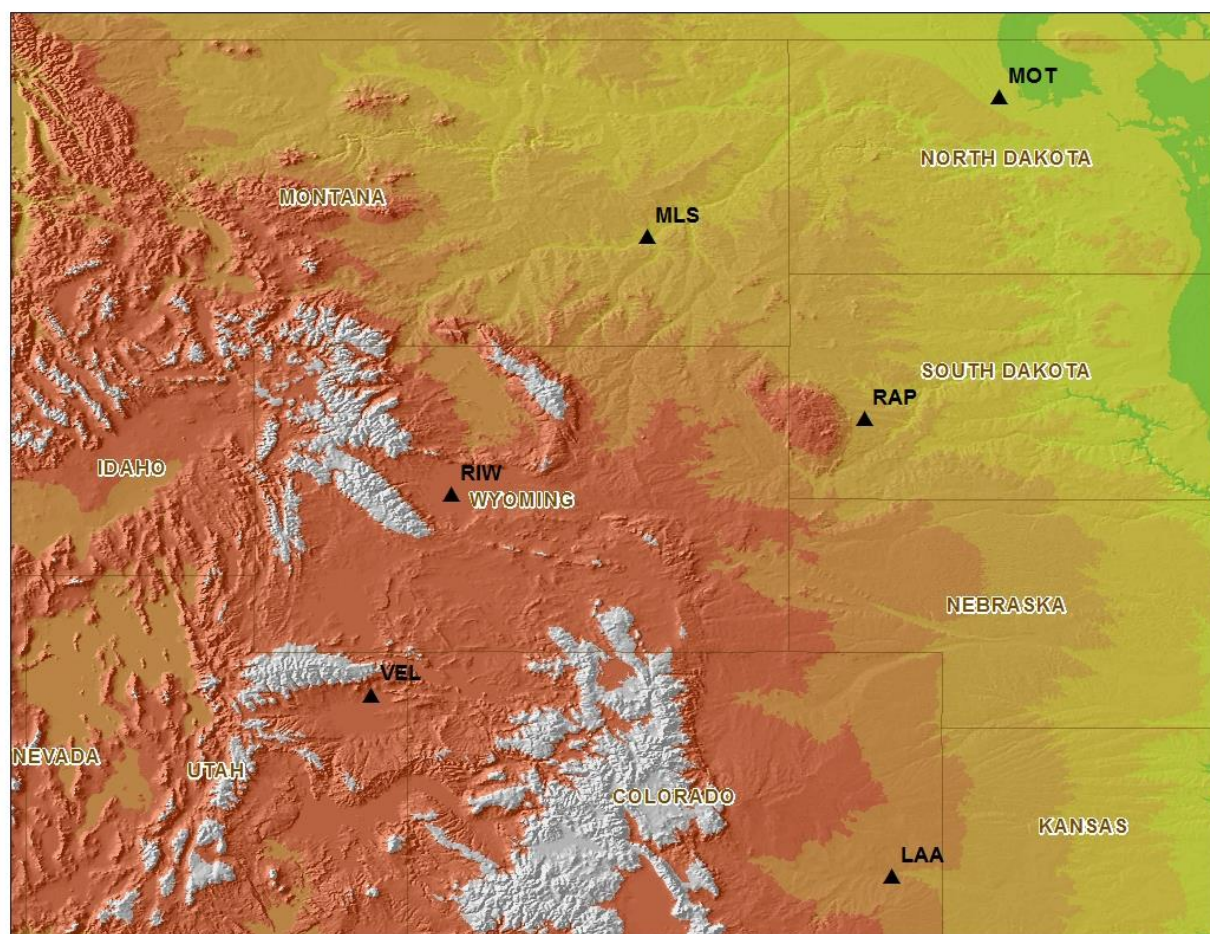 MOT
NORTH DAKOTA
MONTANA
MLS
SOUTH DAKOTA
RAP
IDAHO
RIW
WYOMING
NEBRASKA
VEL
NEVADA
UTAH
COLORADO
KANSAS
LAA